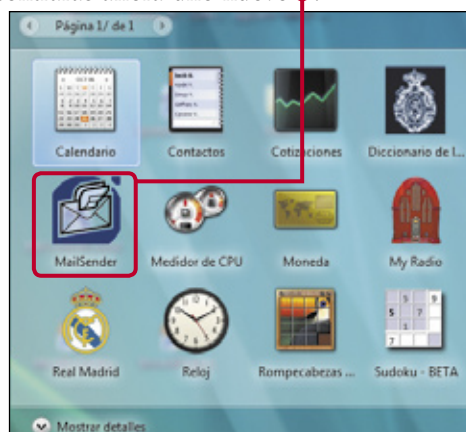 Página 1/ de 1
Calendario
Contactos
Cotizaciones
Diccionario de l...
MailSender
Medidor de CPU
Moneda
My Radio
Real Madrid
Reloj
Rompecabezas ...
Sudoku - BETA
Mostrar detalles